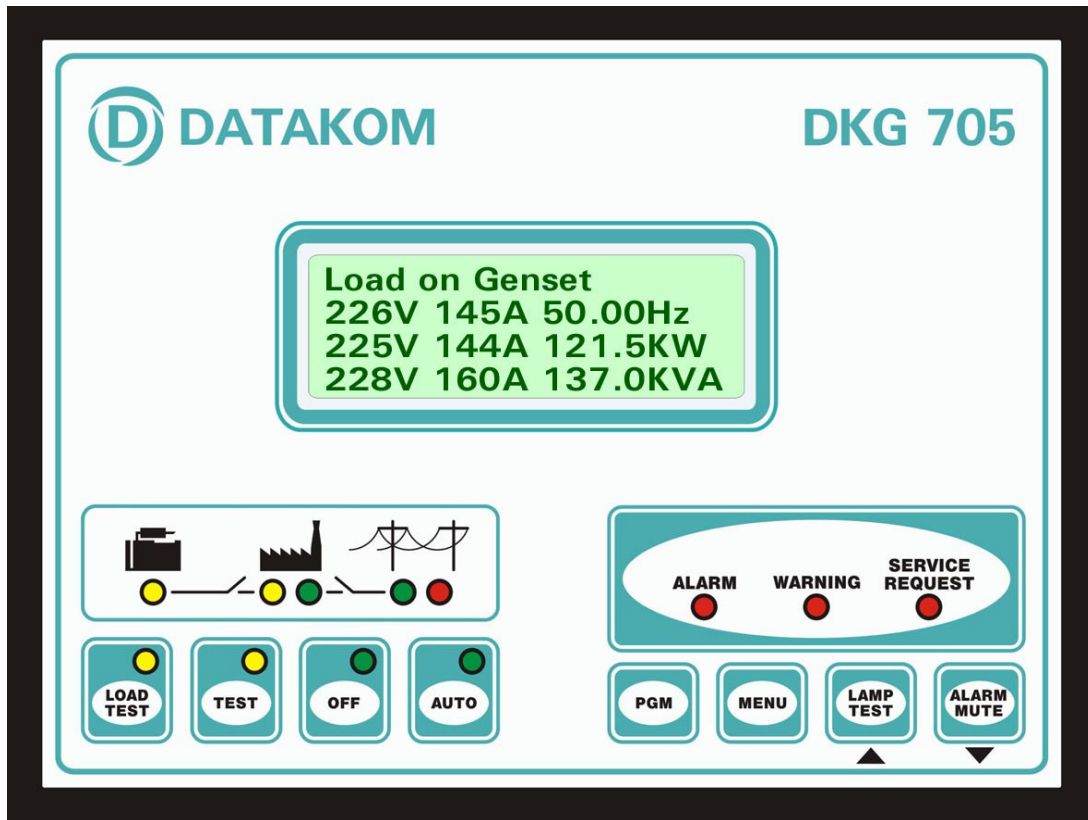 D DATAKOM
DKG 705
Load on Genset
226V 145A 50.00Hz
225V 144A 121.5KW
228V 160A 137.0KVA
ALARM
WARNING
SERVICE
REQUEST
LOAD
TEST
TEST
OFF
AUTO
PGM
MENU
LAMP
TEST
ALARM
MUTE